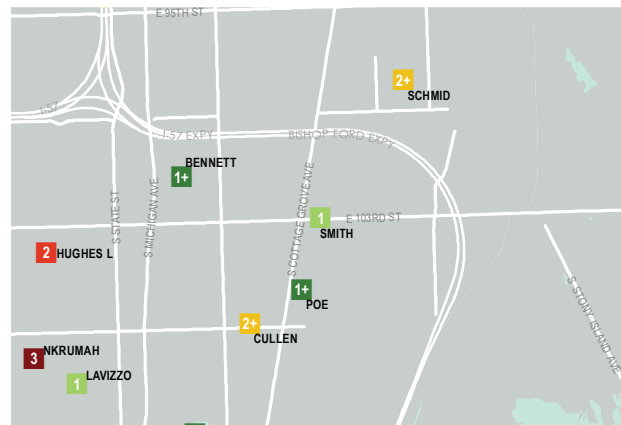 E 95TH ST
2+
SCHMID
I-57
I-57 EXPY
BISHOP FORD EXPY
BENNETT
1+
S STATE ST
S MICHIGAN AVE
S COTTAGE GROVE AVE
1
E 103RD ST
SMITH
2
HUGHES L
1+
POE
S STONY ISLAND AVE
2+
CULLEN
NKRUMAH
3
LAVIZZO
1